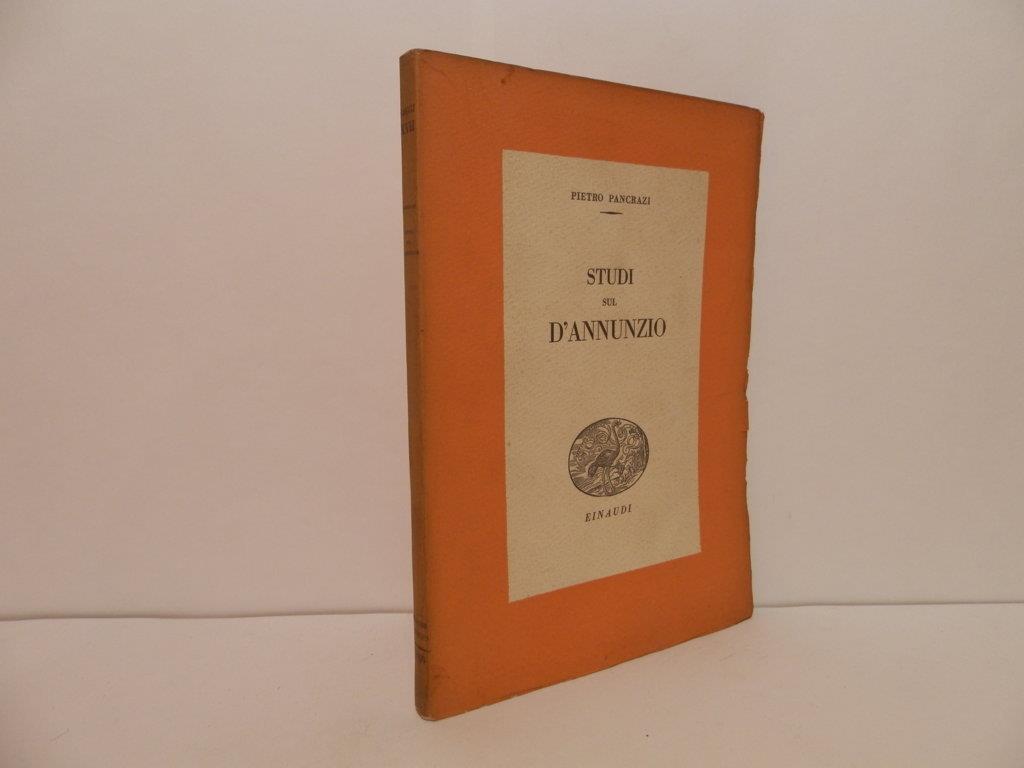 PIETRO PANCRAZI
STUDI
SUL
D'ANNUNZIO
EINAUDI